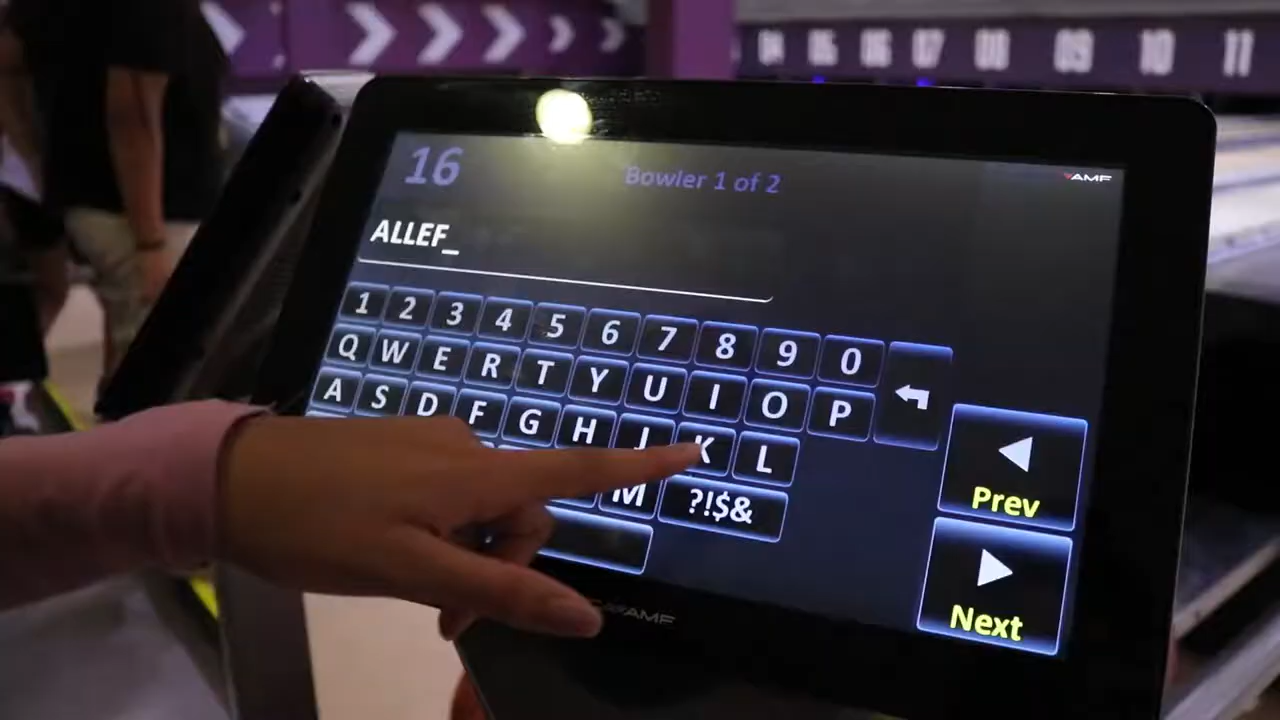 04 05 06 07 08 09 10 11
16
Bowler 1 of 2
AMF
ALLEF_
1 2 3 4 5 6 7 8 9 0
Q W E R T Y U I O P
A S D F G H J K L
M ?!$&
Prev
Next
AMF